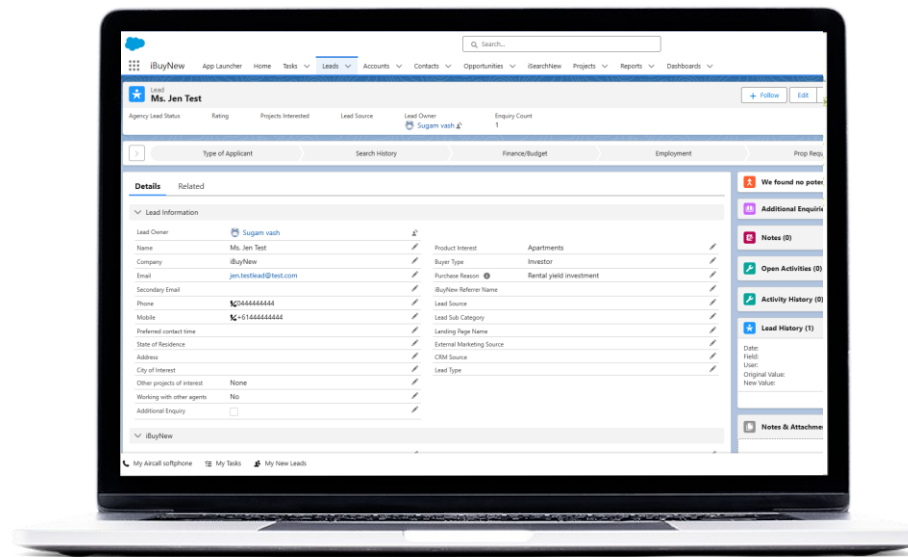 Search...
iBuyNew App Launcher Home Tasks Leads Accounts Contacts Opportunities iSearchNew Projects Reports Dashboards
Lead
Ms. Jen Test
+ Follow Edit
Agency Lead Status Rating Projects Interested Lead Source Lead Owner Enquiry Count
Sugam vash 1
Type of Applicant Search History Finance/Budget Employment Prop Requ
Details Related
Lead Information
Lead Owner Sugam vash
Name Ms. Jen Test Product Interest Apartments
Company iBuyNew Buyer Type Investor
Email jen.testlead@test.com Purchase Reason Rental yield investment
Secondary Email iBuyNew Referrer Name
Phone 0444444444 Lead Source
Mobile +61444444444 Lead Sub Category
Preferred contact time Landing Page Name
State of Residence External Marketing Source
Address CRM Source
City of Interest Lead Type
Other projects of interest None
Working with other agents No
Additional Enquiry
iBuyNew
We found no poten
Additional Enquirie
Notes (0)
Open Activities (0)
Activity History (0)
Lead History (1)
Date:
Field:
User:
Original Value:
New Value:
Notes & Attachme
My Aircall softphone My Tasks My New Leads